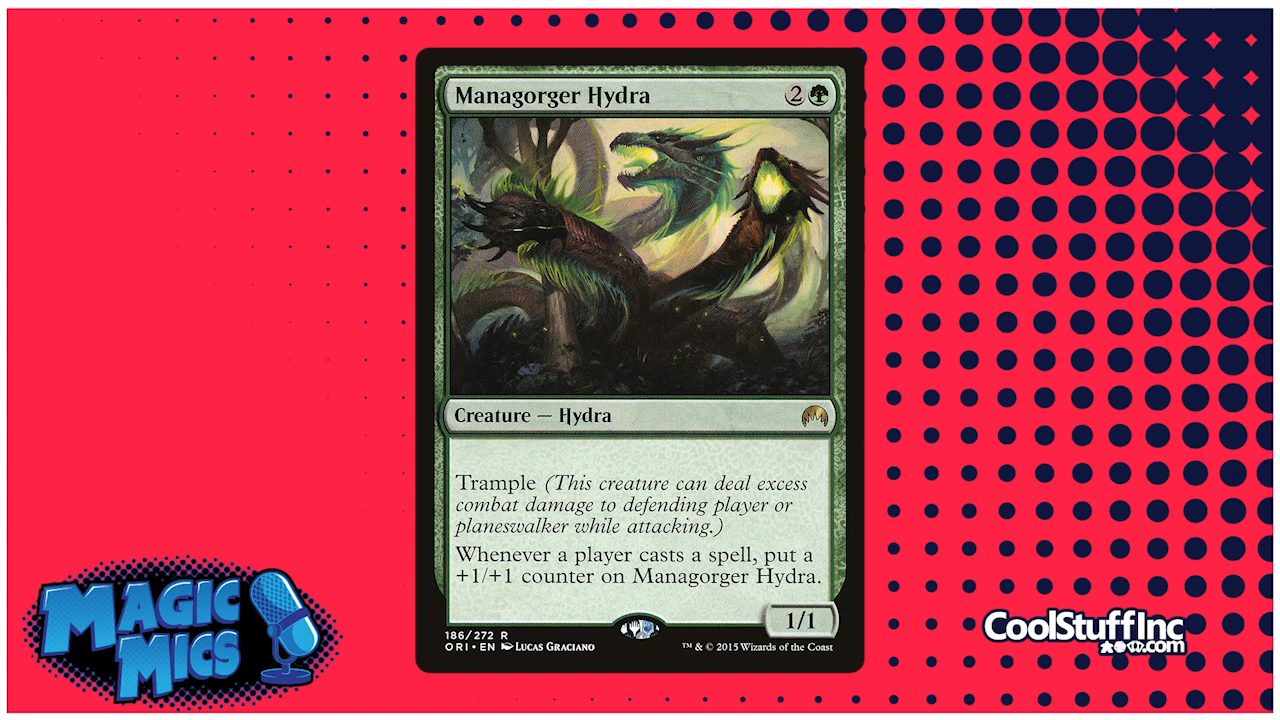 Managorger Hydra 2
Creature — Hydra
Trample (This creature can deal excess
combat damage to defending player or
planeswalker while attacking.)
Whenever a player casts a spell, put a
+1/+1 counter on Managorger Hydra.
1/1
186/272 R
ORI • EN Lucas Graciano
™ & © 2015 Wizards of the Coast
MAGIC
MICS
CoolStuffInc
.com